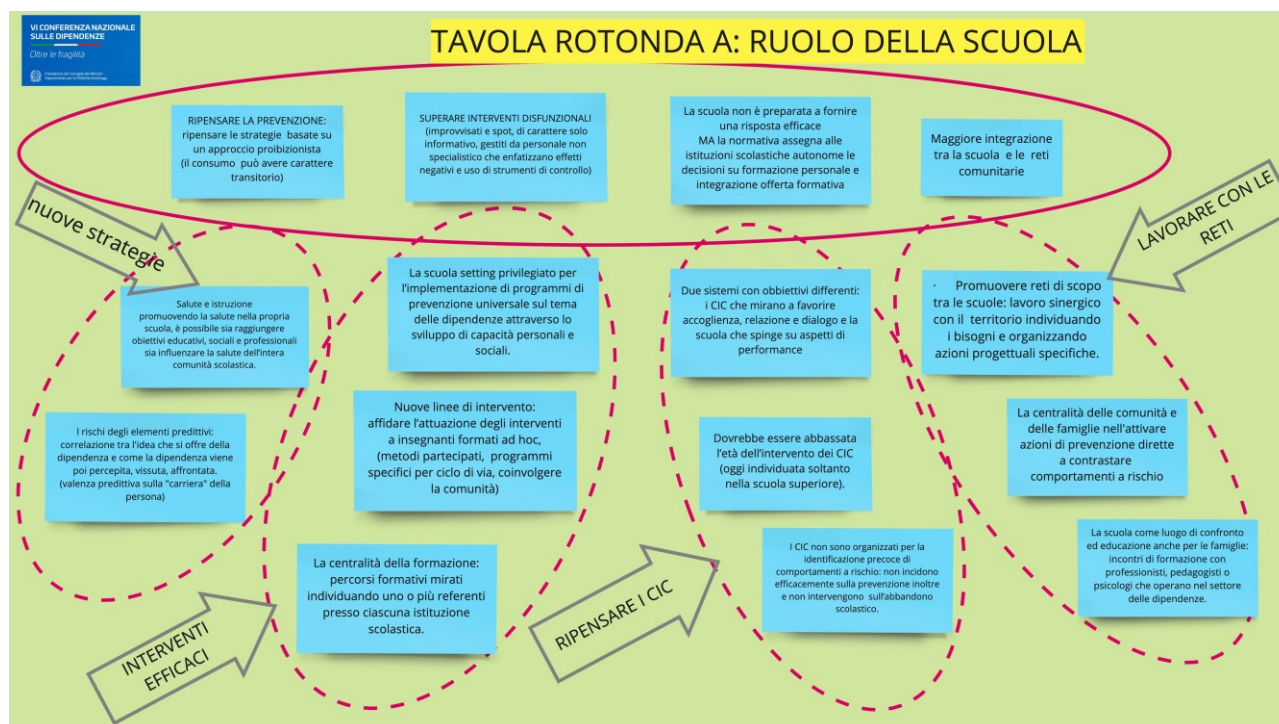 VI CONFERENZA NAZIONALE
SULLE DIPENDENZE
Oltre le fragilità
Presidenza del Consiglio dei Ministri
Dipartimento per le Politiche Antidroga
TAVOLA ROTONDA A: RUOLO DELLA SCUOLA
RIPENSARE LA PREVENZIONE:
ripensare le strategie basate su
un approccio proibizionista
(il consumo può avere carattere
transitorio)
SUPERARE INTERVENTI DISFUNZIONALI
(improvvisati e spot, di carattere solo
informativo, gestiti da personale non
specialistico che enfatizzano effetti
negativi e uso di strumenti di controllo)
La scuola non è preparata a fornire
una risposta efficace
MA la normativa assegna alle
istituzioni scolastiche autonome le
decisioni su formazione personale e
integrazione offerta formativa
Maggiore integrazione
tra la scuola e le reti
comunitarie
nuove strategie
Salute e istruzione
promuovendo la salute nella propria
scuola, è possibile sia raggiungere
obiettivi educativi, sociali e professionali
sia influenzare la salute dell'intera
comunità scolastica.
I rischi degli elementi predittivi:
correlazione tra l'idea che si offre della
dipendenza e come la dipendenza viene
poi percepita, vissuta, affrontata.
(valenza predittiva sulla "carriera" della
persona)
INTERVENTI
EFFICACI
La scuola setting privilegiato per
l'implementazione di programmi di
prevenzione universale sul tema
delle dipendenze attraverso lo
sviluppo di capacità personali e
sociali.
Nuove linee di intervento:
affidare l'attuazione degli interventi
a insegnanti formati ad hoc,
(metodi partecipati, programmi
specifici per ciclo di via, coinvolgere
la comunità)
La centralità della formazione:
percorsi formativi mirati
individuando uno o più referenti
presso ciascuna istituzione
scolastica.
RIPENSARE I CIC
Due sistemi con obbiettivi differenti:
i CIC che mirano a favorire
accoglienza, relazione e dialogo e la
scuola che spinge su aspetti di
performance
Dovrebbe essere abbassata
l'età dell'intervento dei CIC
(oggi individuata soltanto
nella scuola superiore).
I CIC non sono organizzati per la
identificazione precoce di
comportamenti a rischio: non incidono
efficacemente sulla prevenzione inoltre
e non intervengono sull'abbandono
scolastico.
LAVORARE CON LE
RETI
· Promuovere reti di scopo
tra le scuole: lavoro sinergico
con il territorio individuando
i bisogni e organizzando
azioni progettuali specifiche.
La centralità delle comunità e
delle famiglie nell'attivare
azioni di prevenzione dirette
a contrastare
comportamenti a rischio
La scuola come luogo di confronto
ed educazione anche per le famiglie:
incontri di formazione con
professionisti, pedagogisti o
psicologi che operano nel settore
delle dipendenze.